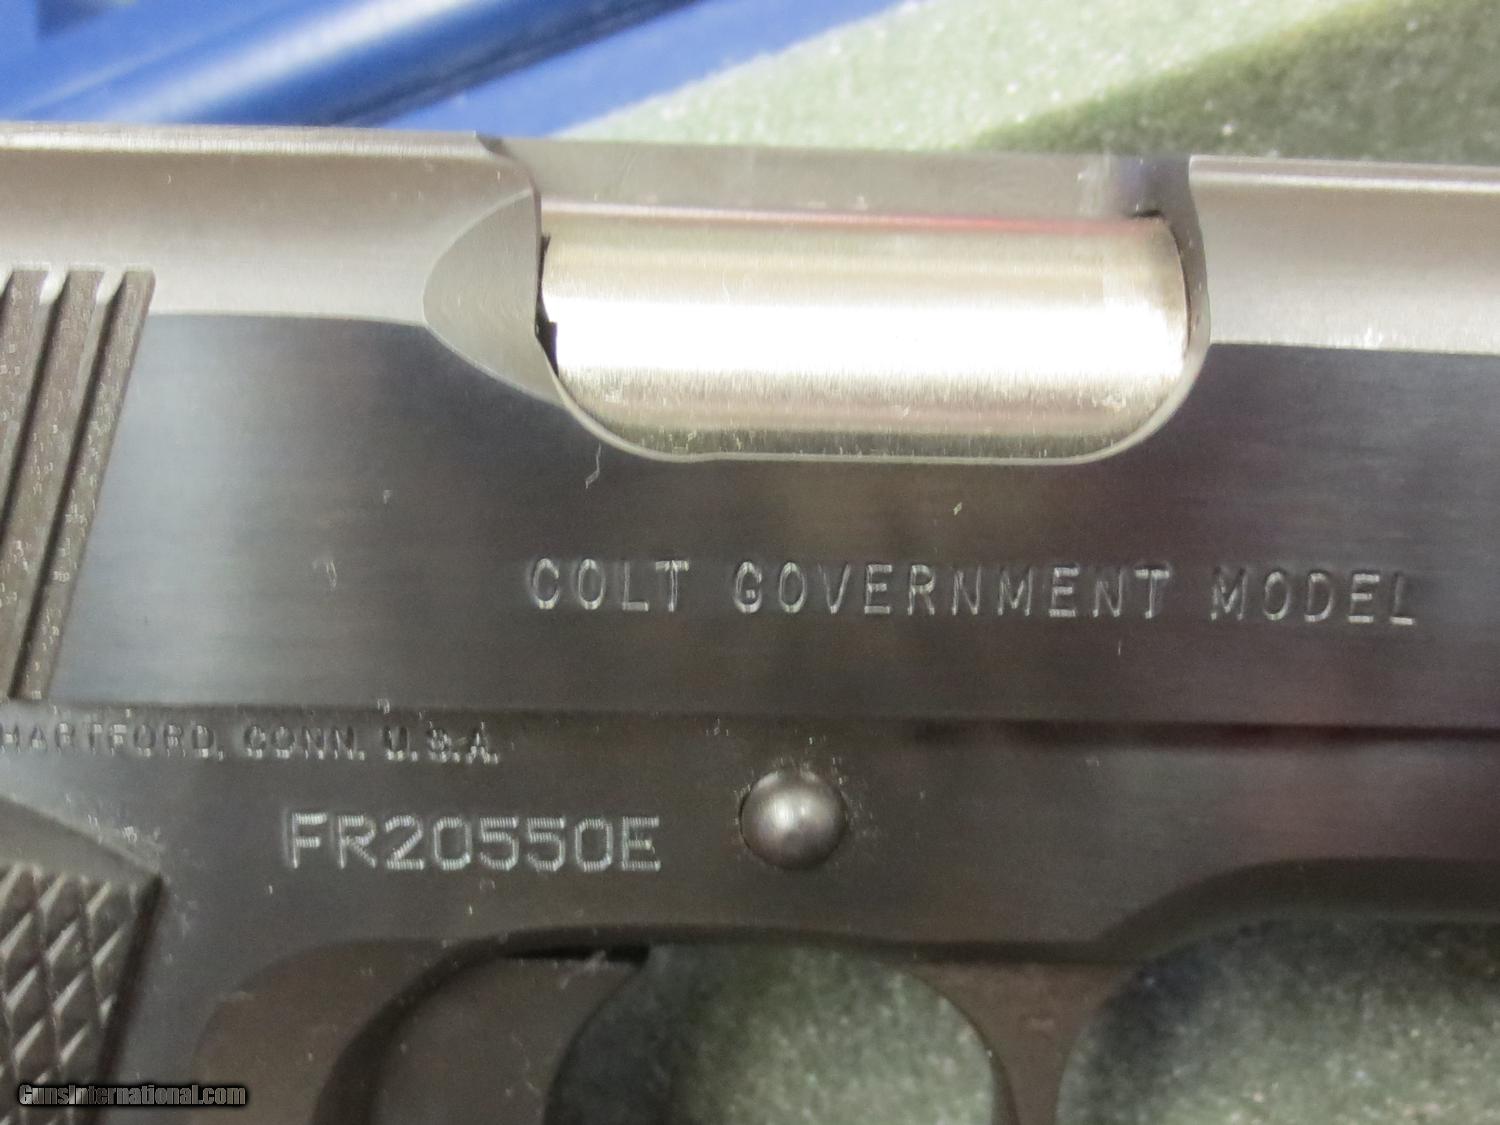 COLT GOVERNMENT MODEL
HARTFORD, CONN. U.S.A.
FR20550E
GunsInternational.com